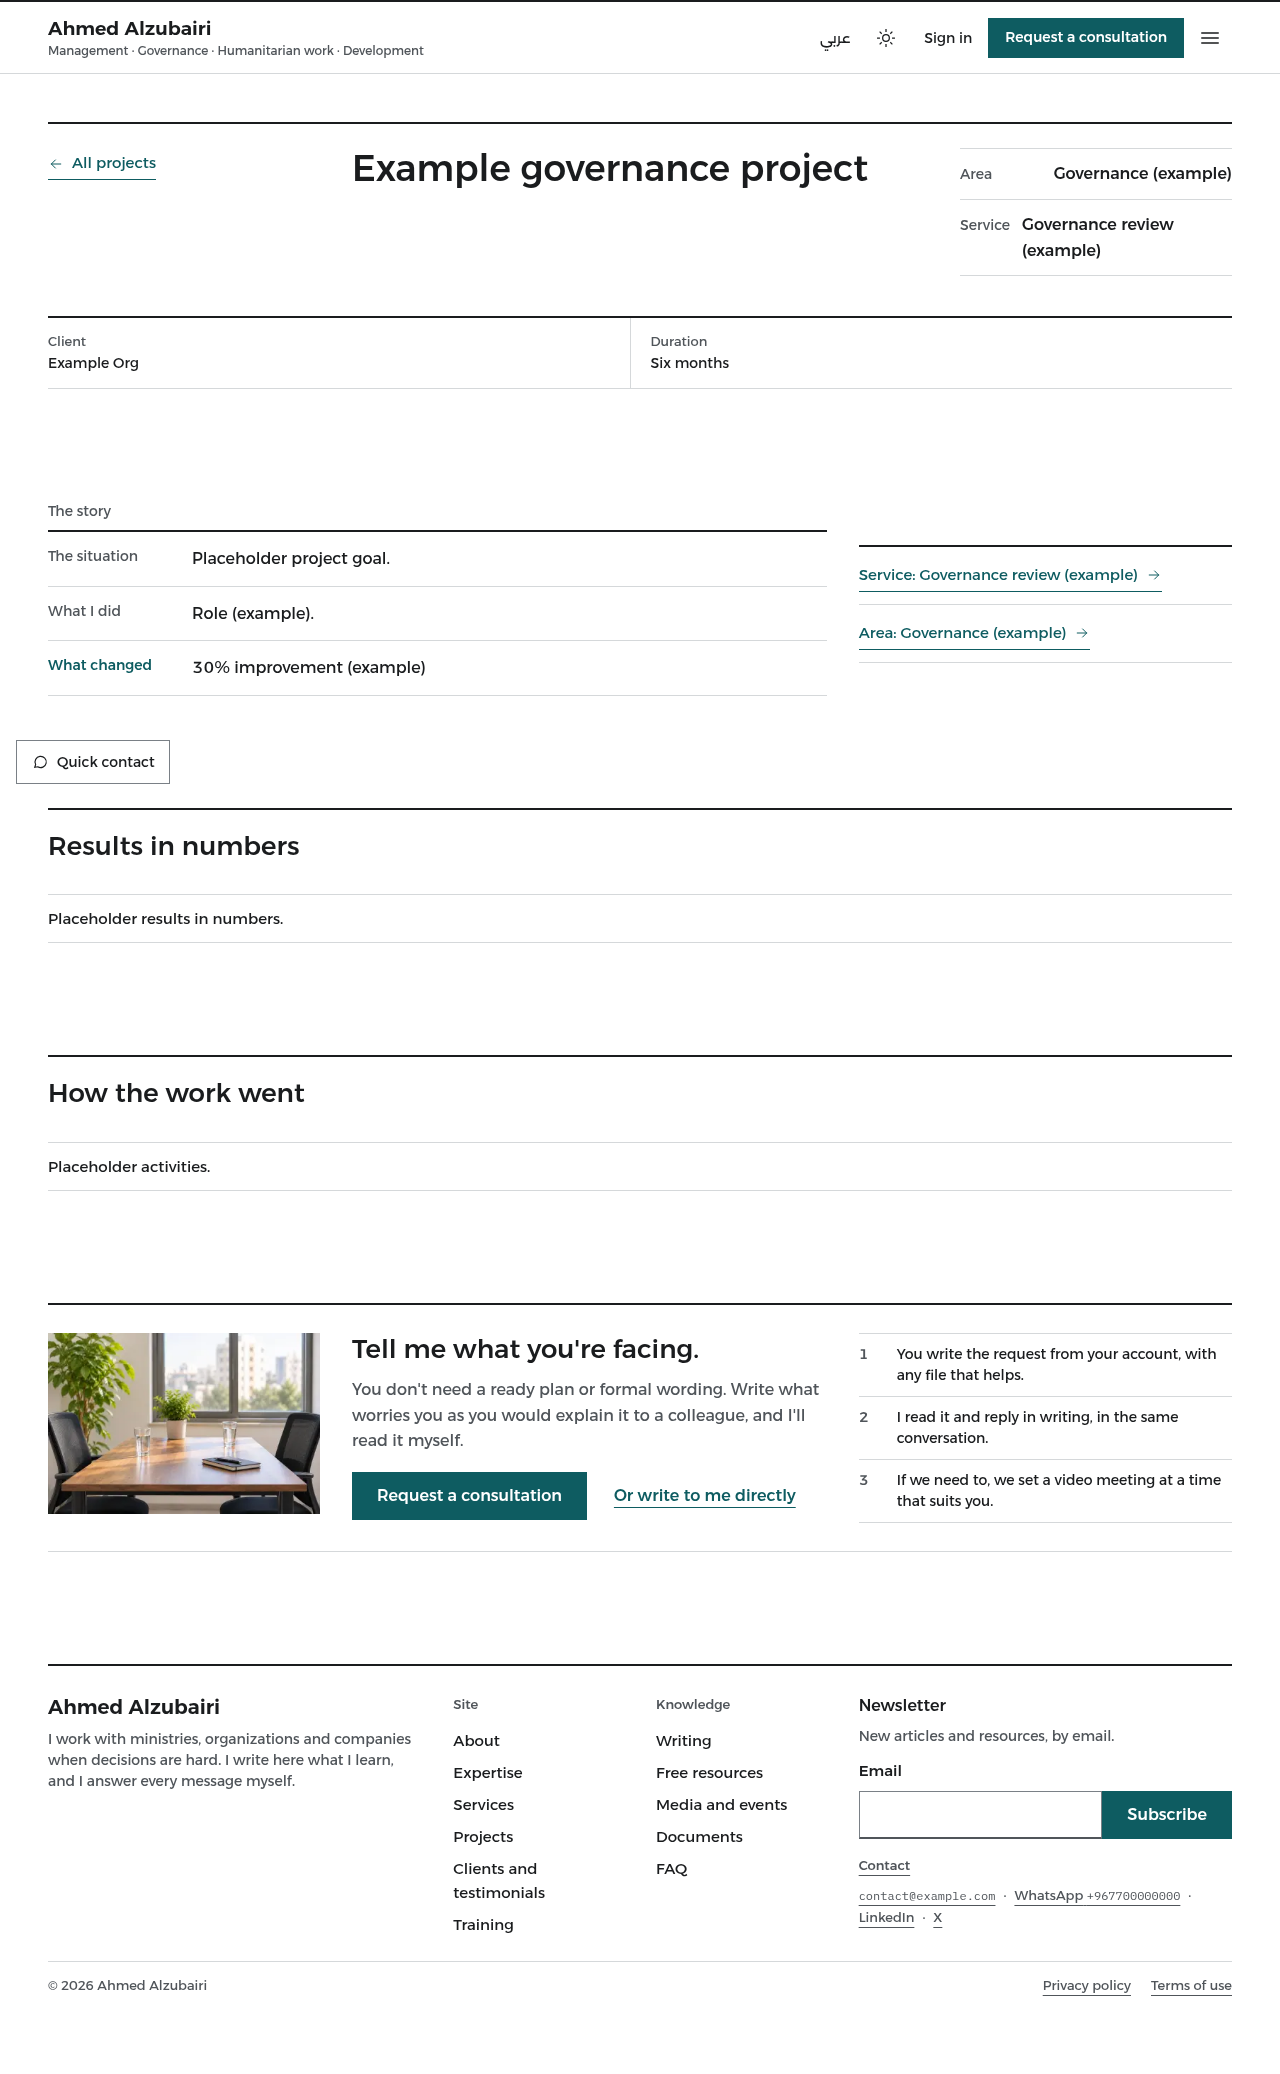 Ahmed Alzubairi
Management · Governance · Humanitarian work · Development
عربي
Sign in
Request a consultation
All projects
Example governance project
Area
Governance (example)
Service
Governance review
(example)
Client
Example Org
Duration
Six months
The story
The situation
Placeholder project goal.
What I did
Role (example).
What changed
30% improvement (example)
Service: Governance review (example)
Area: Governance (example)
Quick contact
Results in numbers
Placeholder results in numbers.
How the work went
Placeholder activities.
Tell me what you're facing.
You don't need a ready plan or formal wording. Write what
worries you as you would explain it to a colleague, and I'll
read it myself.
Request a consultation
Or write to me directly
1
You write the request from your account, with
any file that helps.
2
I read it and reply in writing, in the same
conversation.
3
If we need to, we set a video meeting at a time
that suits you.
Ahmed Alzubairi
I work with ministries, organizations and companies
when decisions are hard. I write here what I learn,
and I answer every message myself.
Site
About
Expertise
Services
Projects
Clients and
testimonials
Training
Knowledge
Writing
Free resources
Media and events
Documents
FAQ
Newsletter
New articles and resources, by email.
Email
Subscribe
Contact
contact@example.com · WhatsApp +967700000000 ·
LinkedIn · X
© 2026 Ahmed Alzubairi
Privacy policy
Terms of use